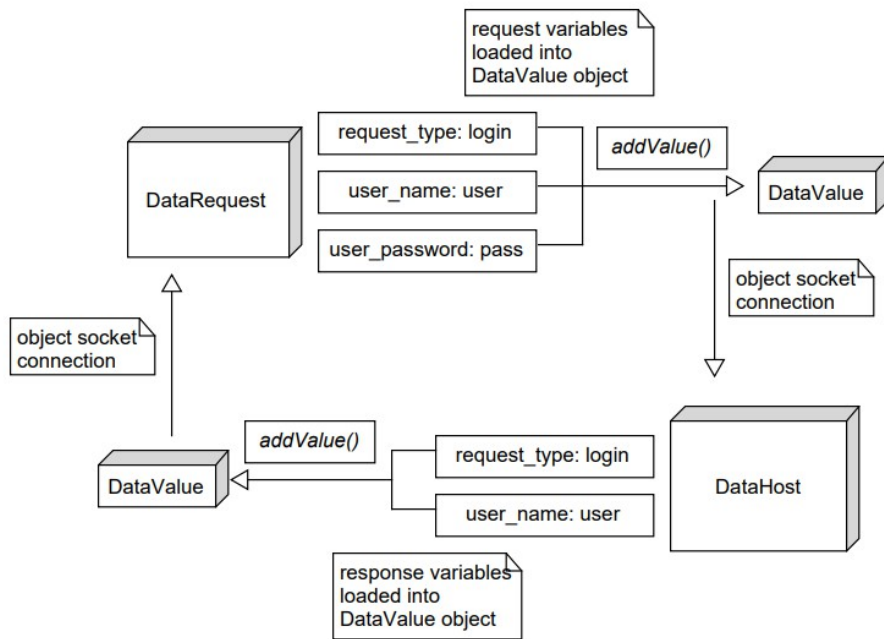 request variables
loaded into
DataValue object
request_type: login
addValue()
DataRequest
user_name: user
DataValue
user_password: pass
object socket
connection
object socket
connection
addValue()
request_type: login
DataValue
DataHost
user_name: user
response variables
loaded into
DataValue object